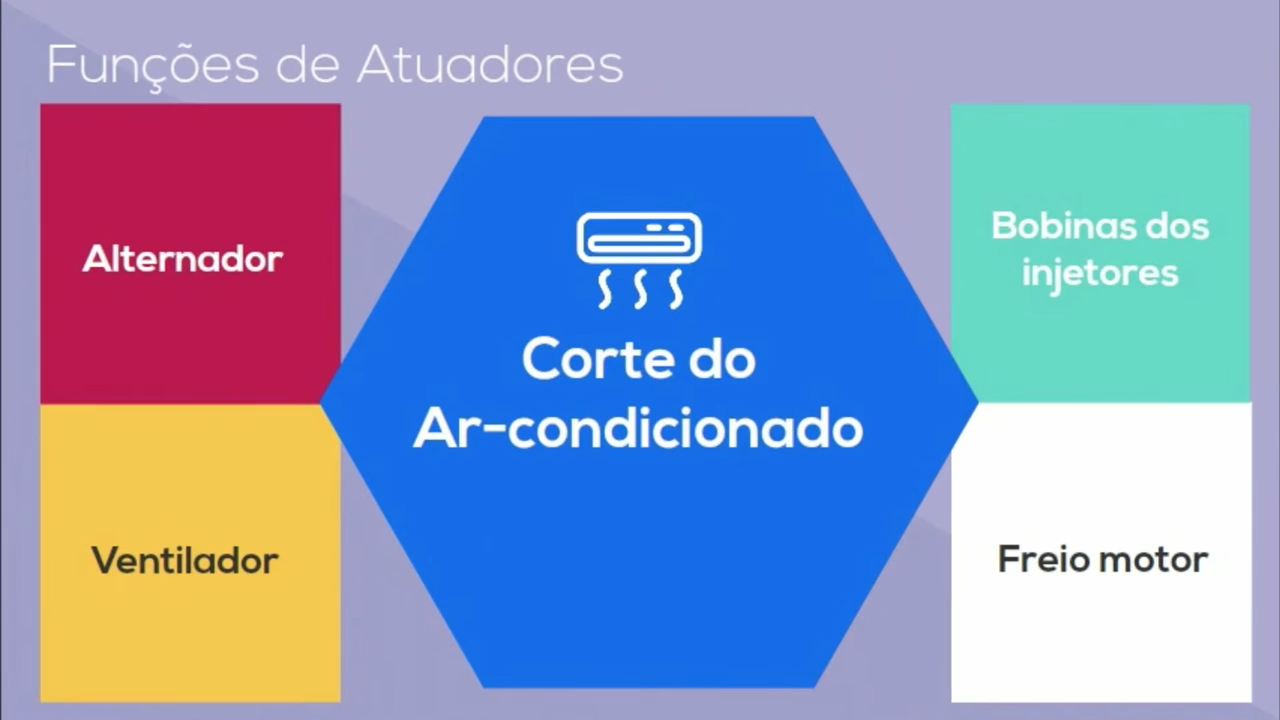 Funções de Atuadores
Alternador
Ventilador
Corte do
Ar-condicionado
Bobinas dos
injetores
Freio motor